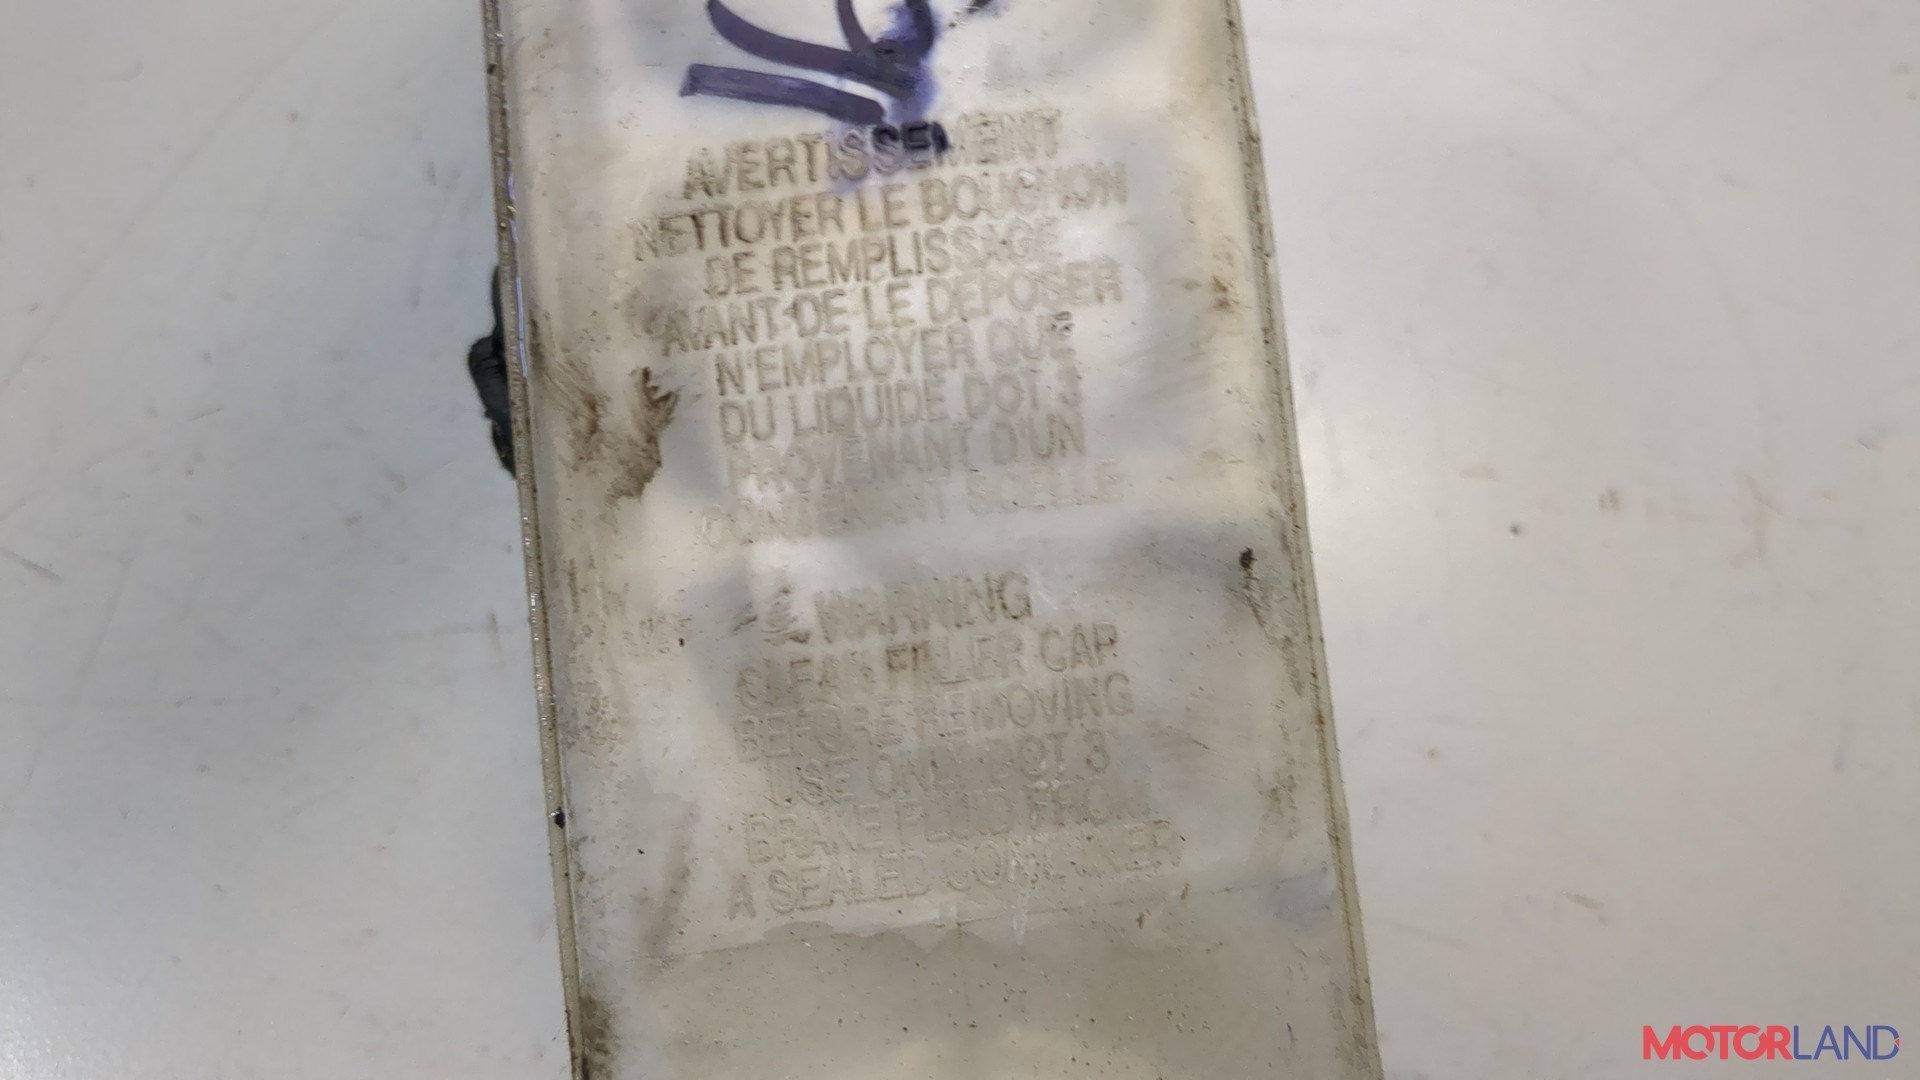 AVERTISSEMENT
NETTOYER LE BOUCHON
DE REMPLISSAGE
AVANT DE LE DEPOSER
N'EMPLOYER QUE
DU LIQUIDE DOT 3
PROVENANT D'UN
CONTENANT SCELLE
WARNING
CLEAN FILLER CAP
BEFORE REMOVING
USE ONLY DOT 3
BRAKE FLUID FROM
A SEALED CONTAINER
MOTORLAND